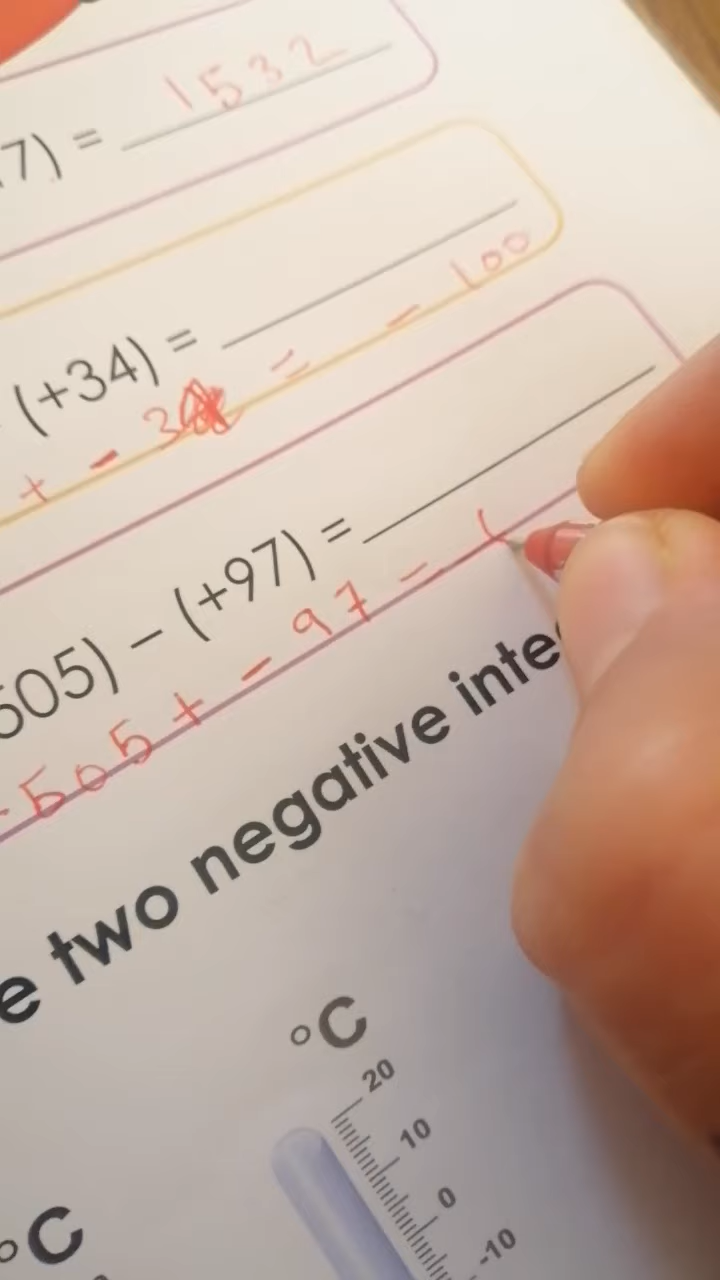 7) = 1532
(+34) =
+ - 3 = - 100
505) – (+97) =
-505 + - 97 -
e two negative inte
°C
20
10
0
-10
°C